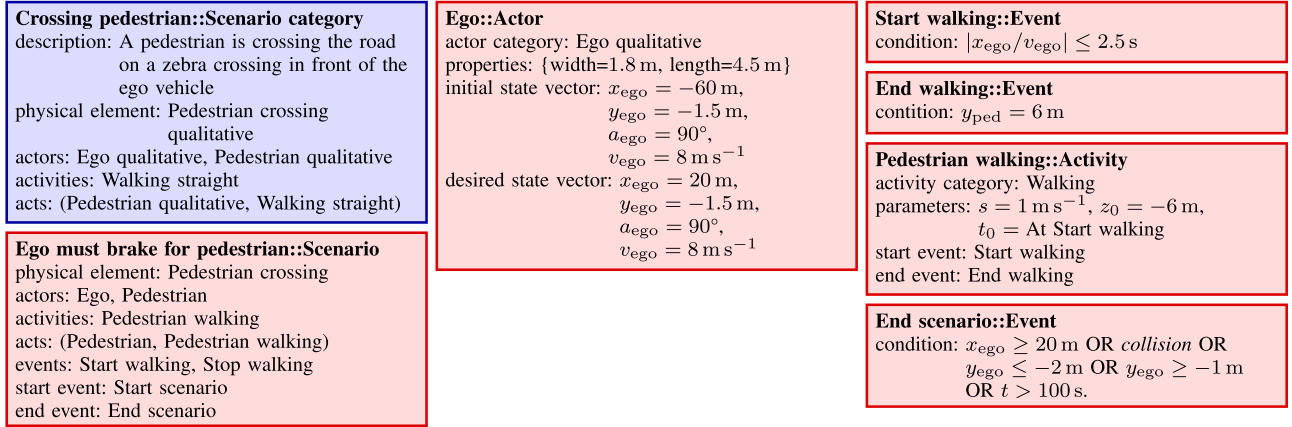 Crossing pedestrian::Scenario category
description: A pedestrian is crossing the road
on a zebra crossing in front of the
ego vehicle
physical element: Pedestrian crossing
qualitative
actors: Ego qualitative, Pedestrian qualitative
activities: Walking straight
acts: (Pedestrian qualitative, Walking straight)
Ego must brake for pedestrian::Scenario
physical element: Pedestrian crossing
actors: Ego, Pedestrian
activities: Pedestrian walking
acts: (Pedestrian, Pedestrian walking)
events: Start walking, Stop walking
start event: Start scenario
end event: End scenario
Ego::Actor
actor category: Ego qualitative
properties: {width=1.8 m, length=4.5 m}
initial state vector: x_ego = −60 m,
y_ego = −1.5 m,
a_ego = 90°,
v_ego = 8 m s⁻¹
desired state vector: x_ego = 20 m,
y_ego = −1.5 m,
a_ego = 90°,
v_ego = 8 m s⁻¹
Start walking::Event
condition: |x_ego/v_ego| ≤ 2.5 s
End walking::Event
contition: y_ped = 6 m
Pedestrian walking::Activity
activity category: Walking
parameters: s = 1 m s⁻¹, z₀ = −6 m,
t₀ = At Start walking
start event: Start walking
end event: End walking
End scenario::Event
condition: x_ego ≥ 20 m OR collision OR
y_ego ≤ −2 m OR y_ego ≥ −1 m
OR t > 100 s.